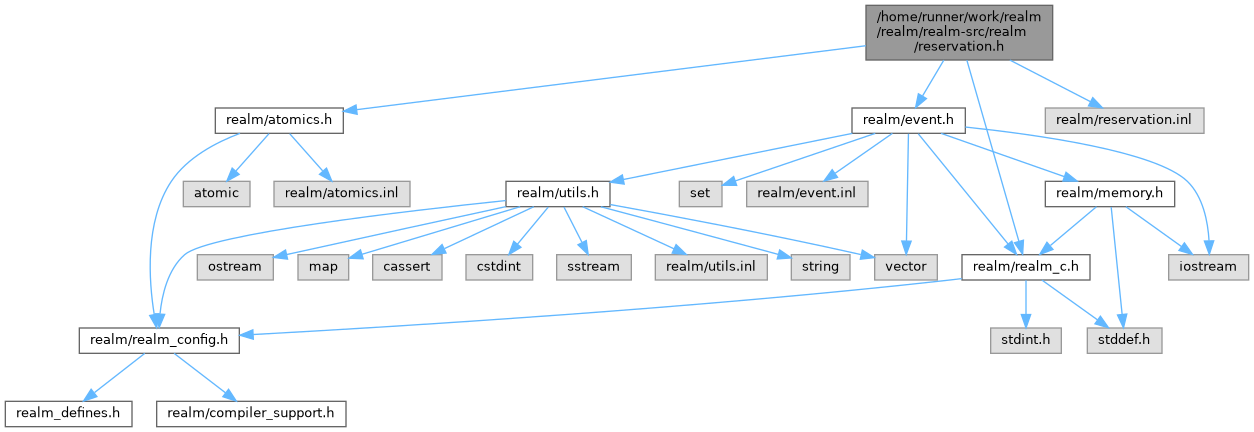 /home/runner/work/realm
/realm/realm-src/realm
/reservation.h
realm/atomics.h
realm/event.h
realm/reservation.inl
atomic
realm/atomics.inl
realm/utils.h
set
realm/event.inl
realm/memory.h
ostream
map
cassert
cstdint
sstream
realm/utils.inl
string
vector
realm/realm_c.h
iostream
realm/realm_config.h
stdint.h
stddef.h
realm_defines.h
realm/compiler_support.h